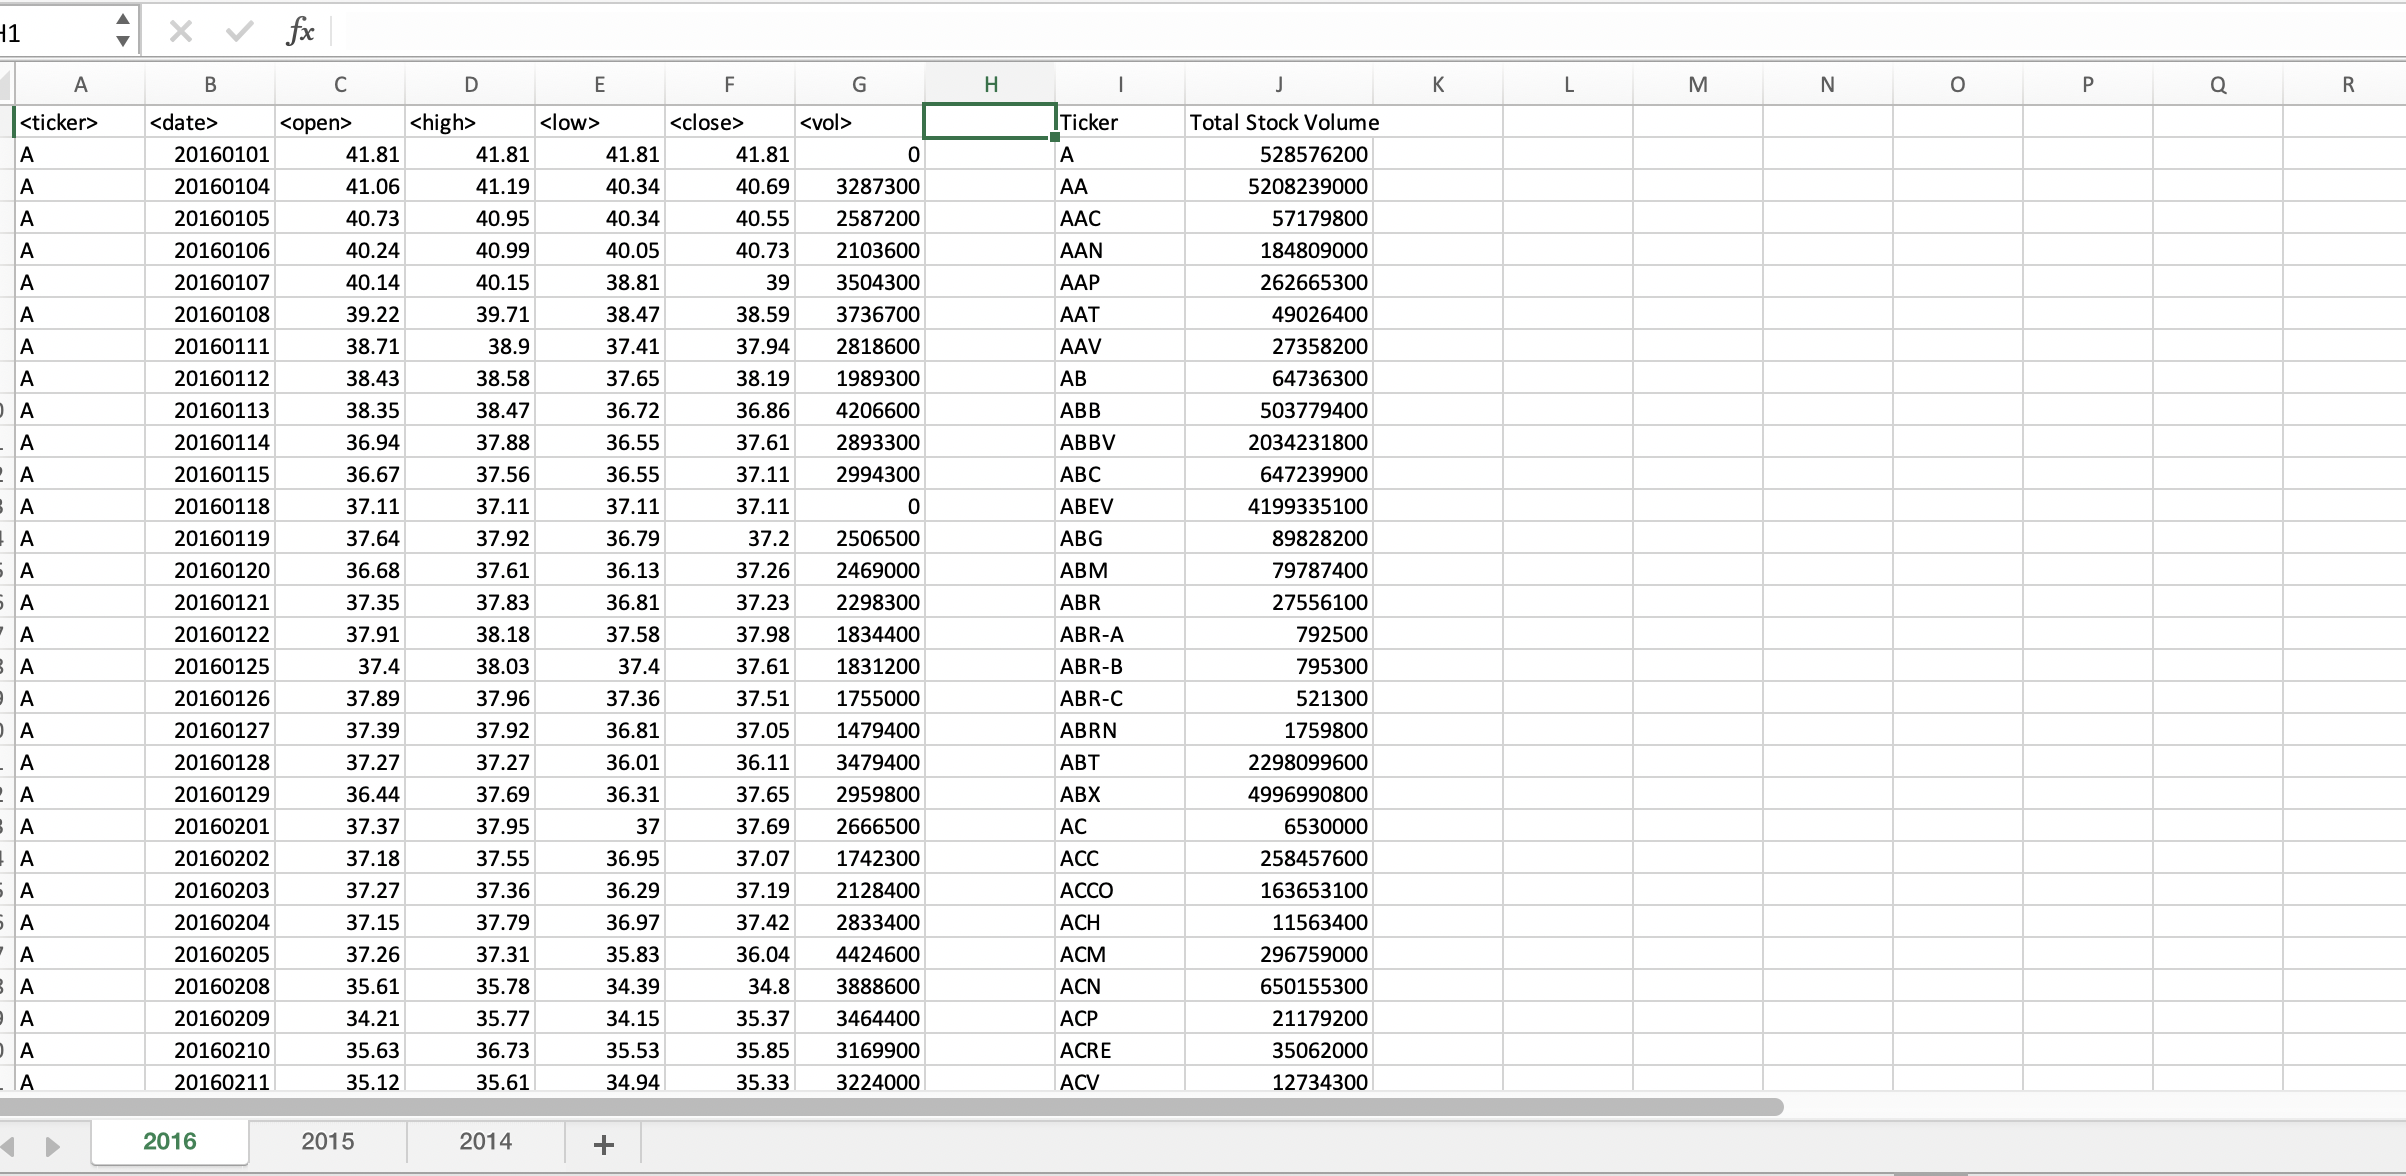 H1 fx
A B C D E F G H I J K L M N O P Q R
<ticker> <date> <open> <high> <low> <close> <vol> Ticker Total Stock Volume
A 20160101 41.81 41.81 41.81 41.81 0 A 528576200
A 20160104 41.06 41.19 40.34 40.69 3287300 AA 5208239000
A 20160105 40.73 40.95 40.34 40.55 2587200 AAC 57179800
A 20160106 40.24 40.99 40.05 40.73 2103600 AAN 184809000
A 20160107 40.14 40.15 38.81 39 3504300 AAP 262665300
A 20160108 39.22 39.71 38.47 38.59 3736700 AAT 49026400
A 20160111 38.71 38.9 37.41 37.94 2818600 AAV 27358200
A 20160112 38.43 38.58 37.65 38.19 1989300 AB 64736300
A 20160113 38.35 38.47 36.72 36.86 4206600 ABB 503779400
A 20160114 36.94 37.88 36.55 37.61 2893300 ABBV 2034231800
A 20160115 36.67 37.56 36.55 37.11 2994300 ABC 647239900
A 20160118 37.11 37.11 37.11 37.11 0 ABEV 4199335100
A 20160119 37.64 37.92 36.79 37.2 2506500 ABG 89828200
A 20160120 36.68 37.61 36.13 37.26 2469000 ABM 79787400
A 20160121 37.35 37.83 36.81 37.23 2298300 ABR 27556100
A 20160122 37.91 38.18 37.58 37.98 1834400 ABR-A 792500
A 20160125 37.4 38.03 37.4 37.61 1831200 ABR-B 795300
A 20160126 37.89 37.96 37.36 37.51 1755000 ABR-C 521300
A 20160127 37.39 37.92 36.81 37.05 1479400 ABRN 1759800
A 20160128 37.27 37.27 36.01 36.11 3479400 ABT 2298099600
A 20160129 36.44 37.69 36.31 37.65 2959800 ABX 4996990800
A 20160201 37.37 37.95 37 37.69 2666500 AC 6530000
A 20160202 37.18 37.55 36.95 37.07 1742300 ACC 258457600
A 20160203 37.27 37.36 36.29 37.19 2128400 ACCO 163653100
A 20160204 37.15 37.79 36.97 37.42 2833400 ACH 11563400
A 20160205 37.26 37.31 35.83 36.04 4424600 ACM 296759000
A 20160208 35.61 35.78 34.39 34.8 3888600 ACN 650155300
A 20160209 34.21 35.77 34.15 35.37 3464400 ACP 21179200
A 20160210 35.63 36.73 35.53 35.85 3169900 ACRE 35062000
A 20160211 35.12 35.61 34.94 35.33 3224000 ACV 12734300
2016 2015 2014 +